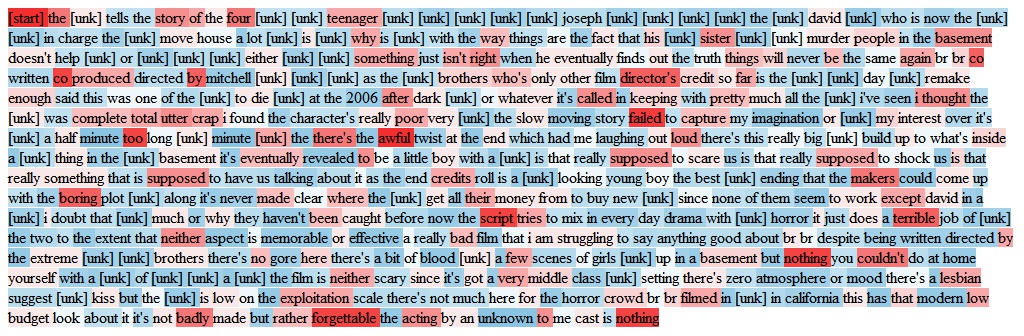 [start] the [unk] tells the story of the four [unk] [unk] teenager [unk] [unk] [unk] [unk] [unk] joseph [unk] [unk] [unk] [unk] the [unk] david [unk] who is now the [unk]
[unk] in charge the [unk] move house a lot [unk] is [unk] why is [unk] with the way things are the fact that his [unk] sister [unk] [unk] murder people in the basement
doesn't help [unk] or [unk] [unk] [unk] either [unk] [unk] something just isn't right when he eventually finds out the truth things will never be the same again br br co
written co produced directed by mitchell [unk] [unk] [unk] as the [unk] brothers who's only other film director's credit so far is the [unk] [unk] day [unk] remake
enough said this was one of the [unk] to die [unk] at the 2006 after dark [unk] or whatever it's called in keeping with pretty much all the [unk] i've seen i thought the
[unk] was complete total utter crap i found the character's really poor very [unk] the slow moving story failed to capture my imagination or [unk] my interest over it's
[unk] a half minute too long [unk] minute [unk] the there's the awful twist at the end which had me laughing out loud there's this really big [unk] build up to what's inside
a [unk] thing in the [unk] basement it's eventually revealed to be a little boy with a [unk] is that really supposed to scare us is that really supposed to shock us is that
really something that is supposed to have us talking about it as the end credits roll is a [unk] looking young boy the best [unk] ending that the makers could come up
with the boring plot [unk] along it's never made clear where the [unk] get all their money from to buy new [unk] since none of them seem to work except david in a
[unk] i doubt that [unk] much or why they haven't been caught before now the script tries to mix in every day drama with [unk] horror it just does a terrible job of [unk]
the two to the extent that neither aspect is memorable or effective a really bad film that i am struggling to say anything good about br br despite being written directed by
the extreme [unk] [unk] brothers there's no gore here there's a bit of blood [unk] a few scenes of girls [unk] up in a basement but nothing you couldn't do at home
yourself with a [unk] of [unk] [unk] a [unk] the film is neither scary since it's got a very middle class [unk] setting there's zero atmosphere or mood there's a lesbian
suggest [unk] kiss but the [unk] is low on the exploitation scale there's not much here for the horror crowd br br filmed in [unk] in california this has that modern low
budget look about it it's not badly made but rather forgettable the acting by an unknown to me cast is nothing